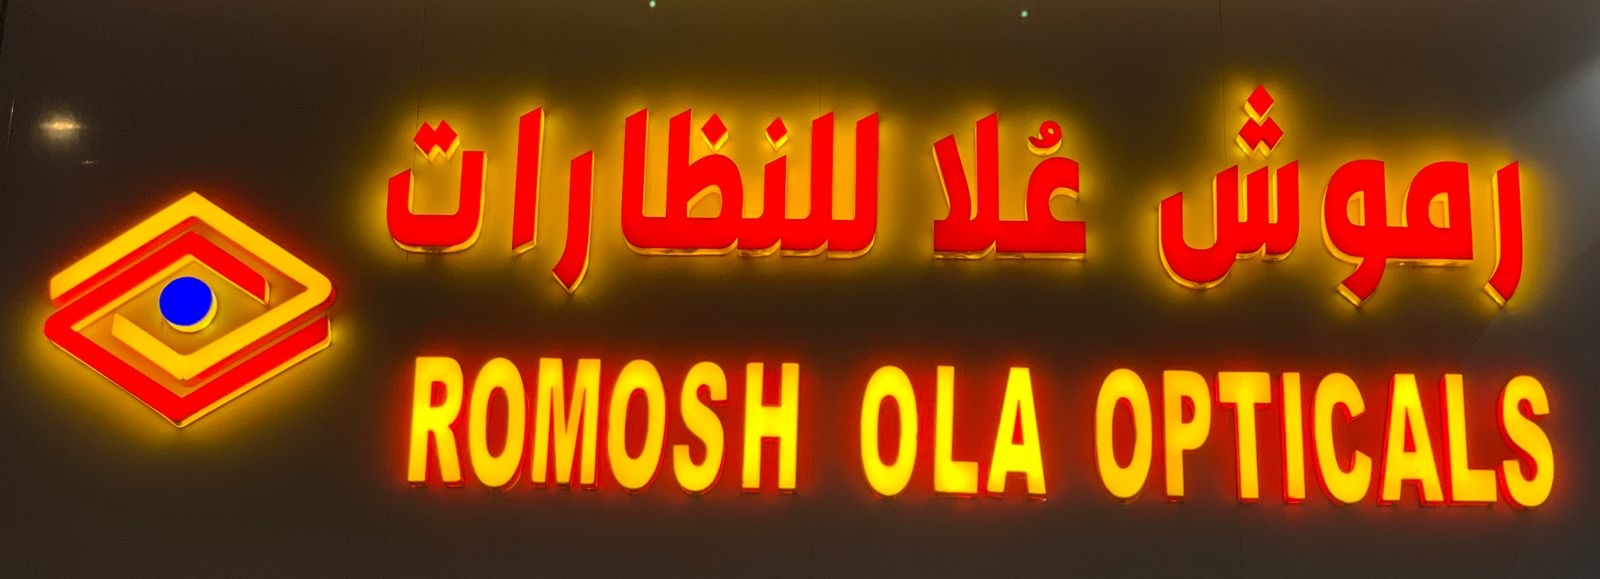 رموش عُلا للنظارات
ROMOSH OLA OPTICALS